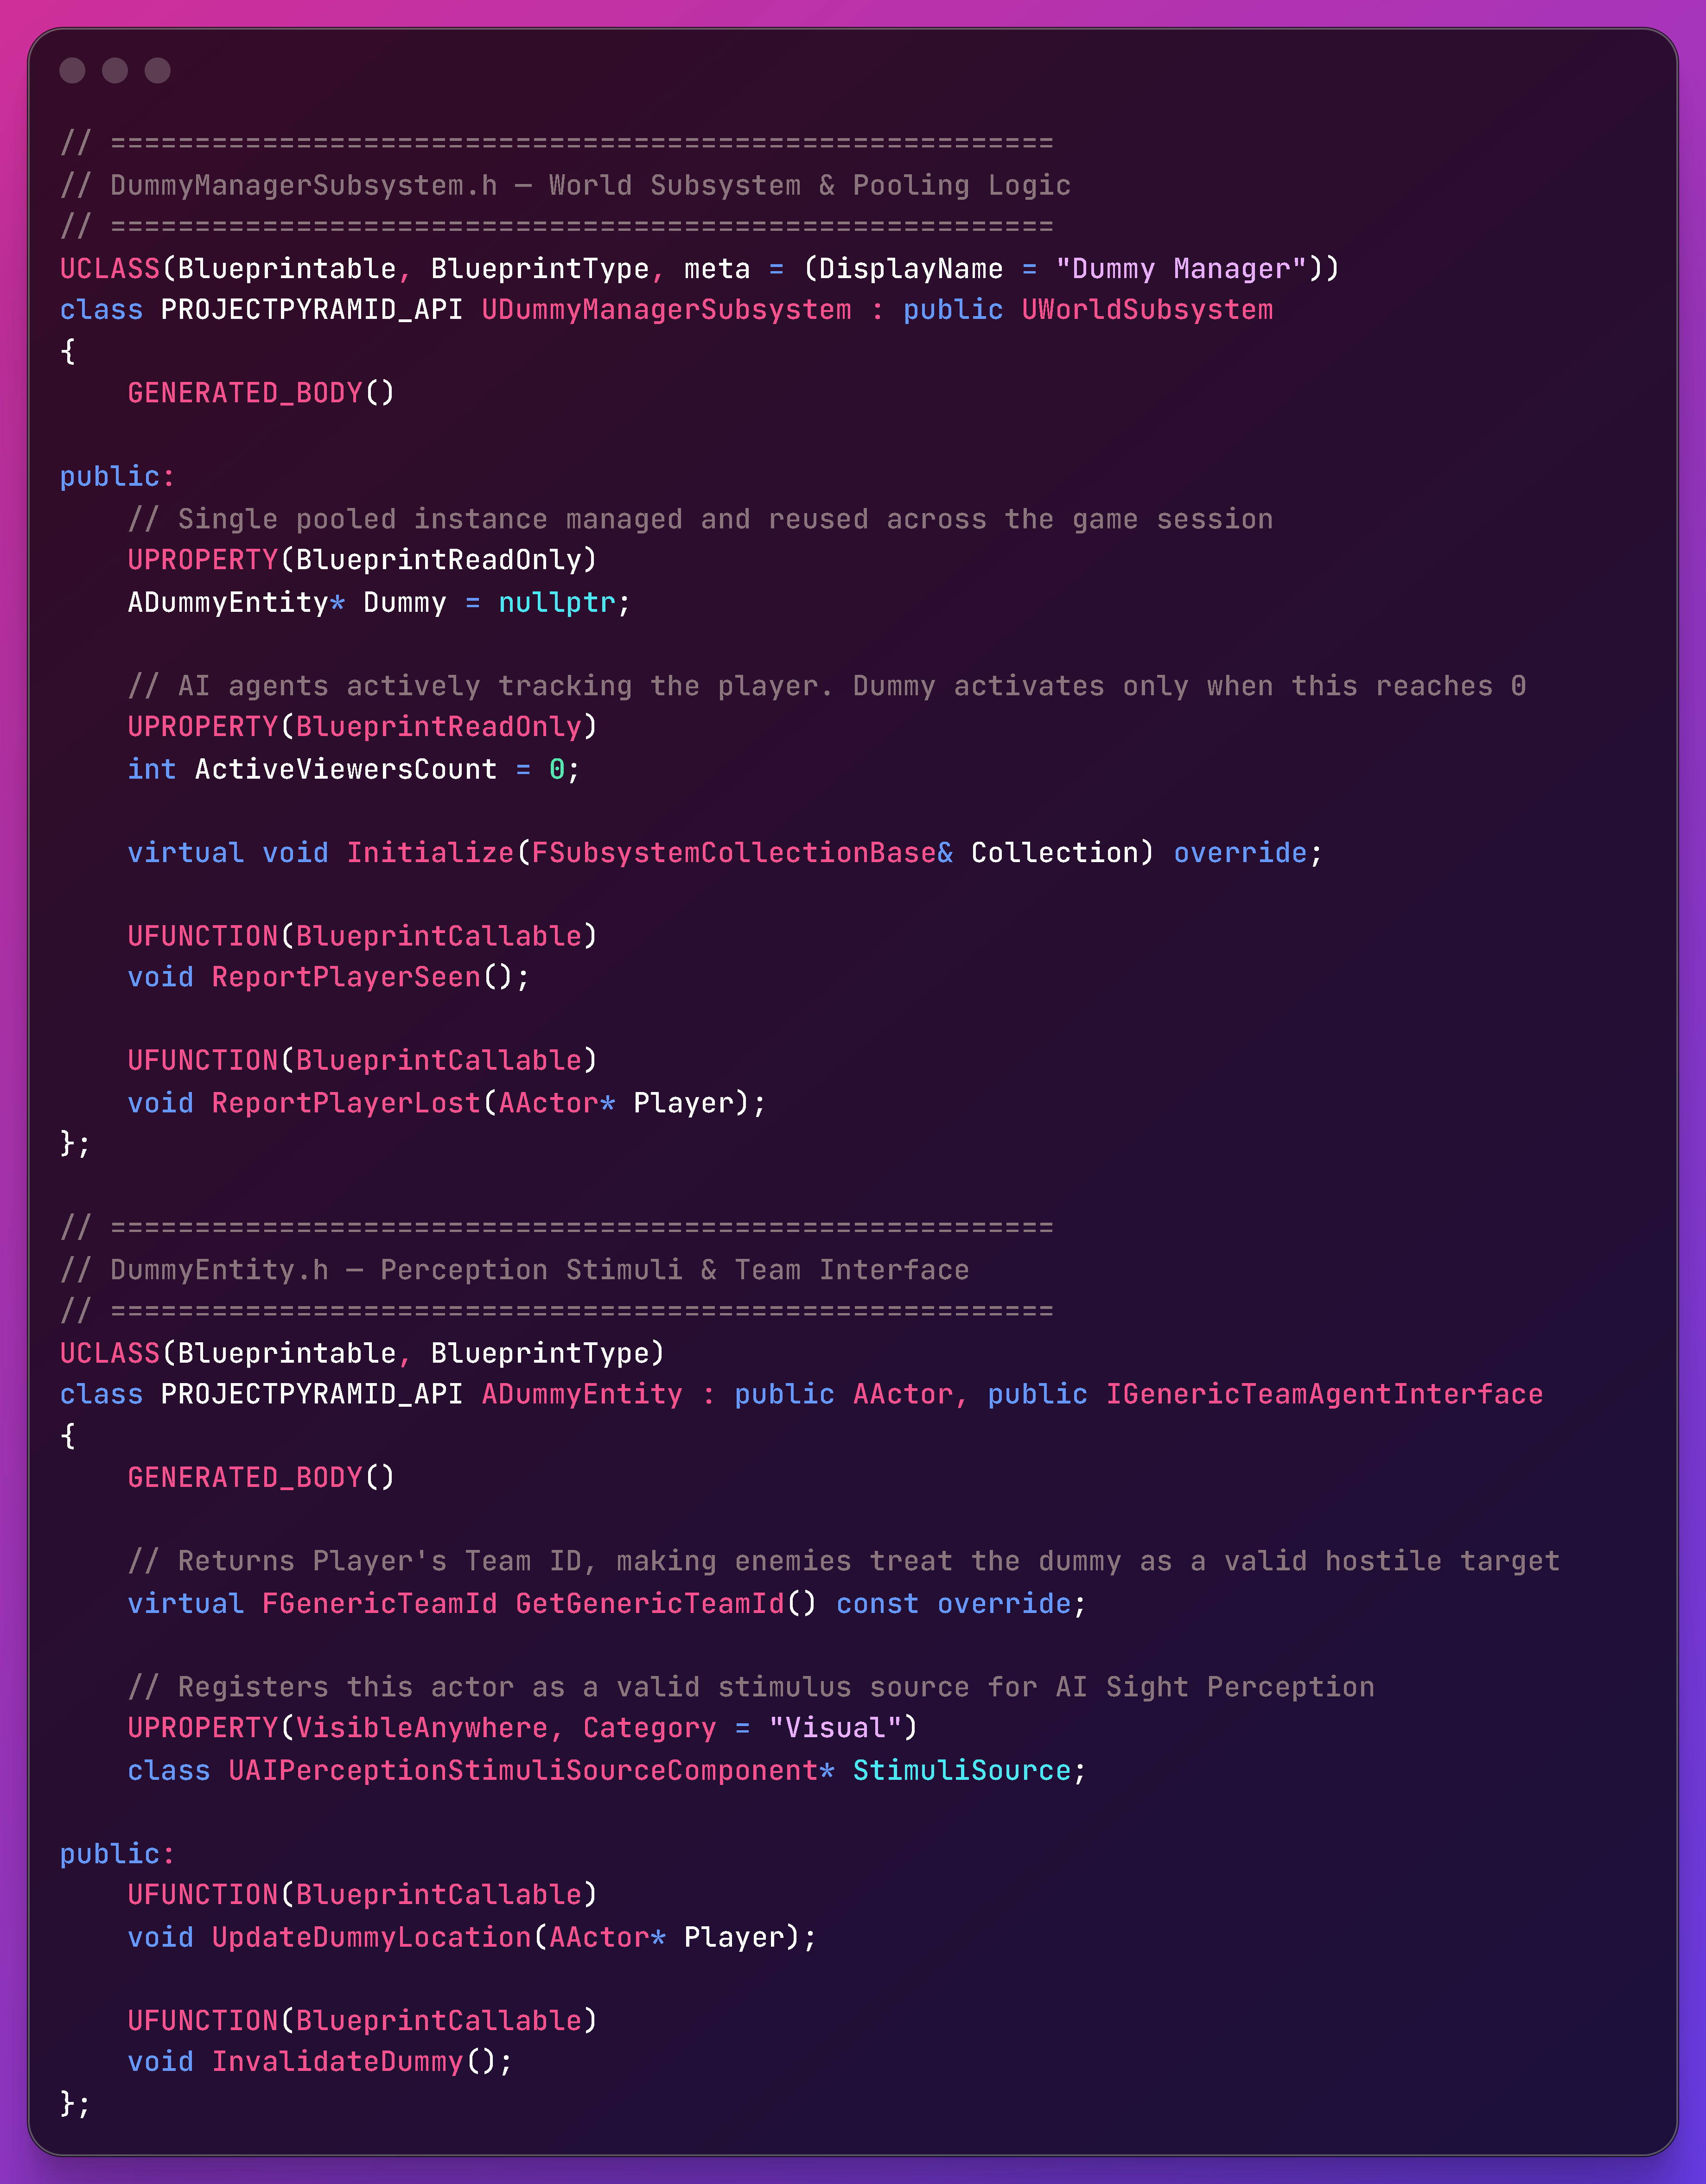 // ========================================================
// DummyManagerSubsystem.h — World Subsystem & Pooling Logic
// ========================================================
UCLASS(Blueprintable, BlueprintType, meta = (DisplayName = "Dummy Manager"))
class PROJECTPYRAMID_API UDummyManagerSubsystem : public UWorldSubsystem
{
    GENERATED_BODY()

public:
    // Single pooled instance managed and reused across the game session
    UPROPERTY(BlueprintReadOnly)
    ADummyEntity* Dummy = nullptr;

    // AI agents actively tracking the player. Dummy activates only when this reaches 0
    UPROPERTY(BlueprintReadOnly)
    int ActiveViewersCount = 0;

    virtual void Initialize(FSubsystemCollectionBase& Collection) override;

    UFUNCTION(BlueprintCallable)
    void ReportPlayerSeen();

    UFUNCTION(BlueprintCallable)
    void ReportPlayerLost(AActor* Player);
};

// ========================================================
// DummyEntity.h — Perception Stimuli & Team Interface
// ========================================================
UCLASS(Blueprintable, BlueprintType)
class PROJECTPYRAMID_API ADummyEntity : public AActor, public IGenericTeamAgentInterface
{
    GENERATED_BODY()

    // Returns Player's Team ID, making enemies treat the dummy as a valid hostile target
    virtual FGenericTeamId GetGenericTeamId() const override;

    // Registers this actor as a valid stimulus source for AI Sight Perception
    UPROPERTY(VisibleAnywhere, Category = "Visual")
    class UAIPerceptionStimuliSourceComponent* StimuliSource;

public:
    UFUNCTION(BlueprintCallable)
    void UpdateDummyLocation(AActor* Player);

    UFUNCTION(BlueprintCallable)
    void InvalidateDummy();
};